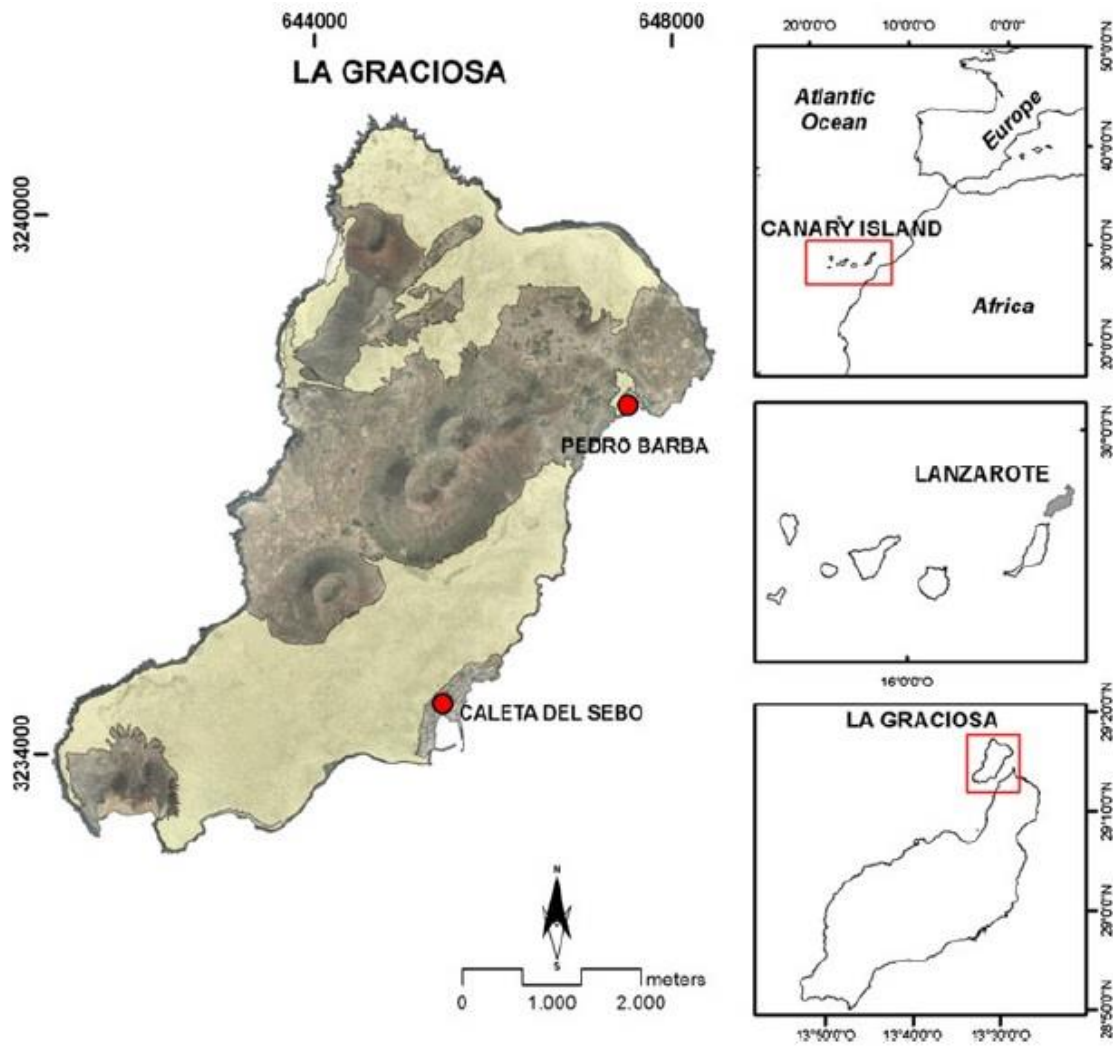 644000
648000
LA GRACIOSA
3240000
PEDRO BARBA
CALETA DEL SEBO
3234000
N
S
meters
0
1.000
2.000
20°0'0"O
10°0'0"O
0°0'0"O
Atlantic
Ocean
Europe
CANARY ISLAND
Africa
50°0'0"N
40°0'0"N
30°0'0"N
20°0'0"N
LANZAROTE
30°0'0"N
16°0'0"O
LA GRACIOSA
29°20'0"N
29°10'0"N
29°0'0"N
28°50'0"N
13°50'0"O
13°40'0"O
13°30'0"O